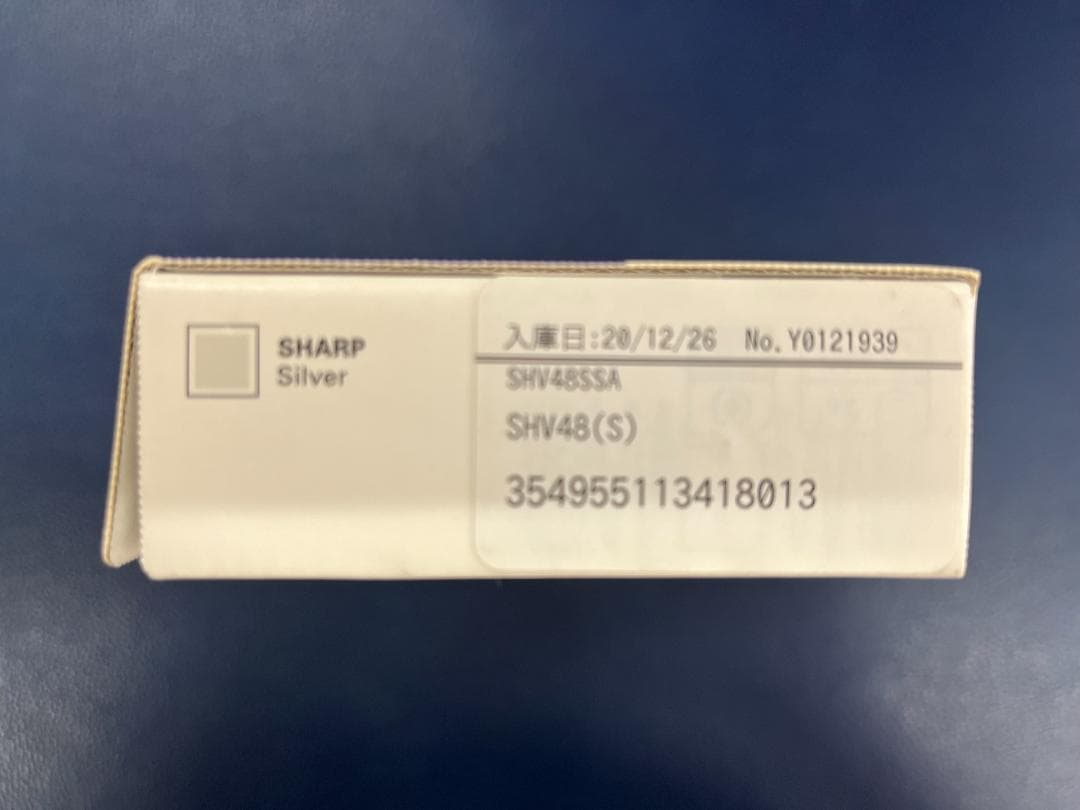 SHARP
Silver
入庫日:20/12/26 No.Y0121939
SHV48SSA
SHV48(S)
354955113418013